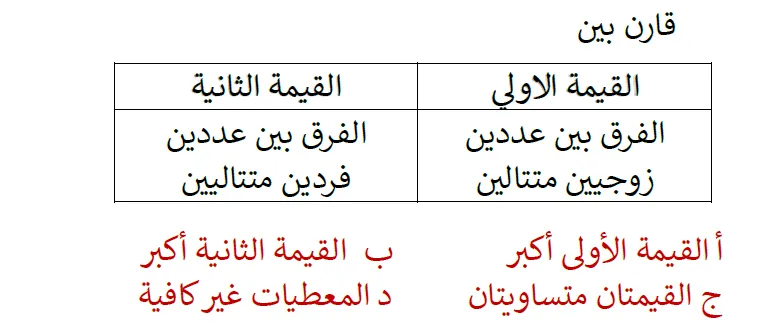 قارن بين
القيمة الاولي القيمة الثانية
الفرق بين عددين الفرق بين عددين
زوجيين متتالين فردين متتاليين
أ القيمة الأولى أكبر ب القيمة الثانية أكبر
ج القيمتان متساويتان د المعطيات غير كافية